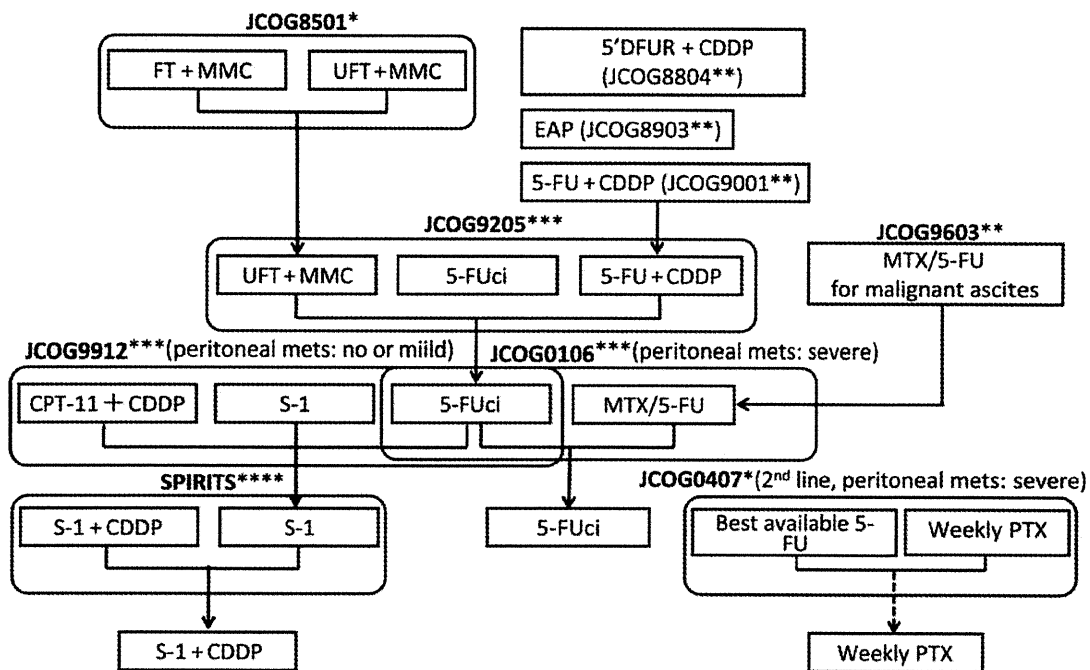 JCOG8501*
FT + MMC
UFT+MMC
5'DFUR + CDDP
(JCOG8804**)
EAP (JCOG8903**)
5-FU + CDDP (JCOG9001**)
JCOG9205***
UFT + MMC
5-FUci
5-FU + CDDP
JCOG9603**
MTX/5-FU
for malignant ascites
JCOG9912***(peritoneal mets: no or miild)
JCOG0106*** (peritoneal mets: severe)
CPT-11 + CDDP
S-1
5-FUci
MTX/5-FU
SPIRITS****
S-1 + CDDP
S-1
5-FUci
JCOG0407*(2nd line, peritoneal mets: severe)
Best available 5-
FU
Weekly PTX
S-1 + CDDP
Weekly PTX